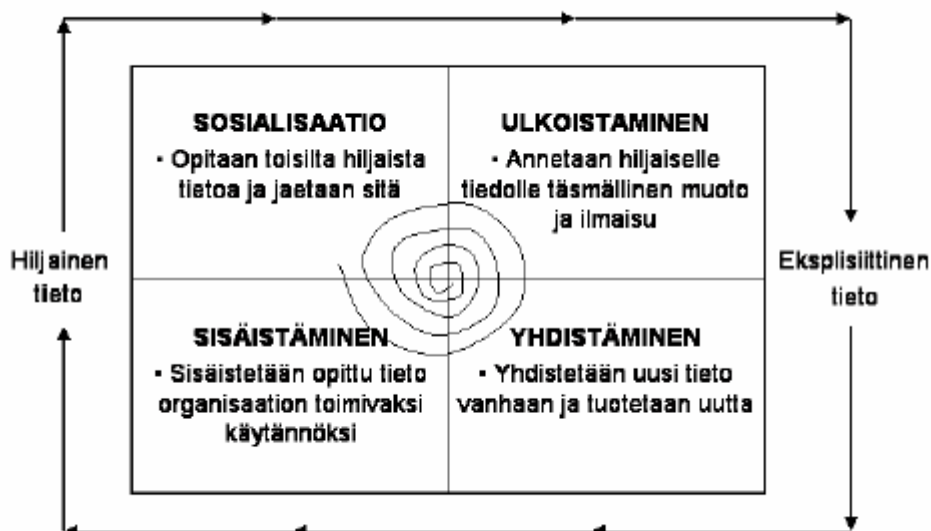 SOSIALISAATIO
▪ Opitaan toisilta hiljaista
tietoa ja jaetaan sitä
ULKOISTAMINEN
▪ Annetaan hiljaiselle
tiedolle täsmällinen muoto
ja ilmaisu
Hiljainen
tieto
Eksplisiittinen
tieto
SISÄISTÄMINEN
▪ Sisäistetään opittu tieto
organisaation toimivaksi
käytännöksi
YHDISTÄMINEN
▪ Yhdistetään uusi tieto
vanhaan ja tuotetaan uutta